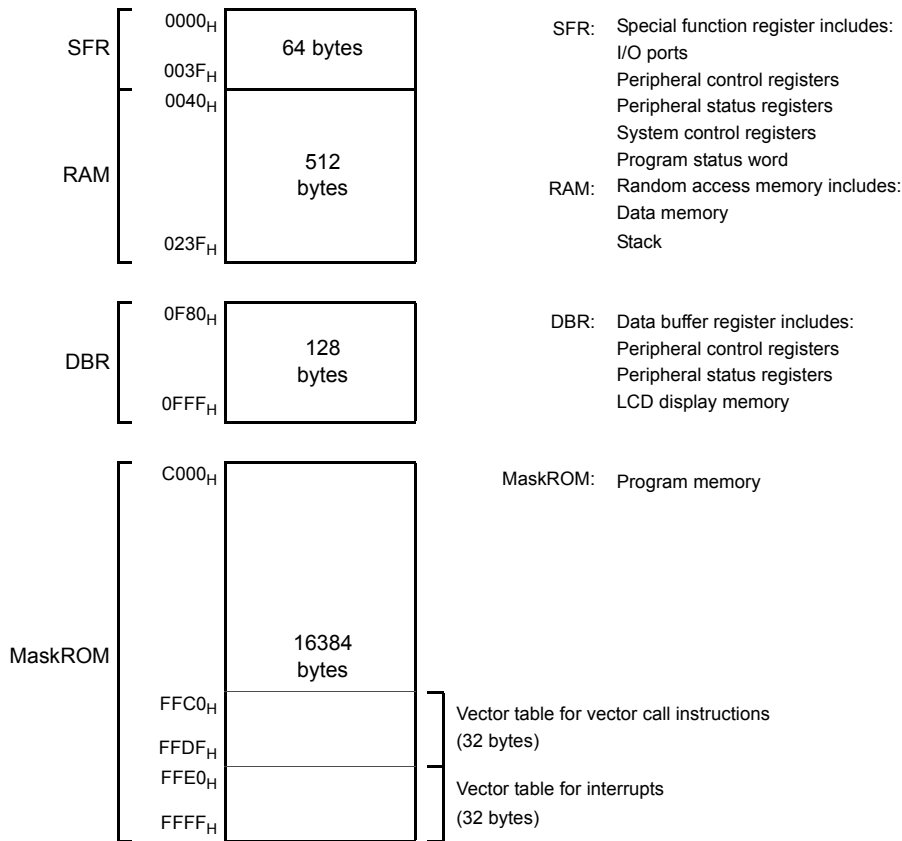 0000H
SFR
64 bytes
003FH
0040H
RAM
512
bytes
023FH
SFR: Special function register includes:
I/O ports
Peripheral control registers
Peripheral status registers
System control registers
Program status word
RAM: Random access memory includes:
Data memory
Stack
0F80H
DBR
128
bytes
0FFFH
DBR: Data buffer register includes:
Peripheral control registers
Peripheral status registers
LCD display memory
C000H
MaskROM: Program memory
MaskROM
16384
bytes
FFC0H
Vector table for vector call instructions
(32 bytes)
FFDFH
FFE0H
Vector table for interrupts
(32 bytes)
FFFFH